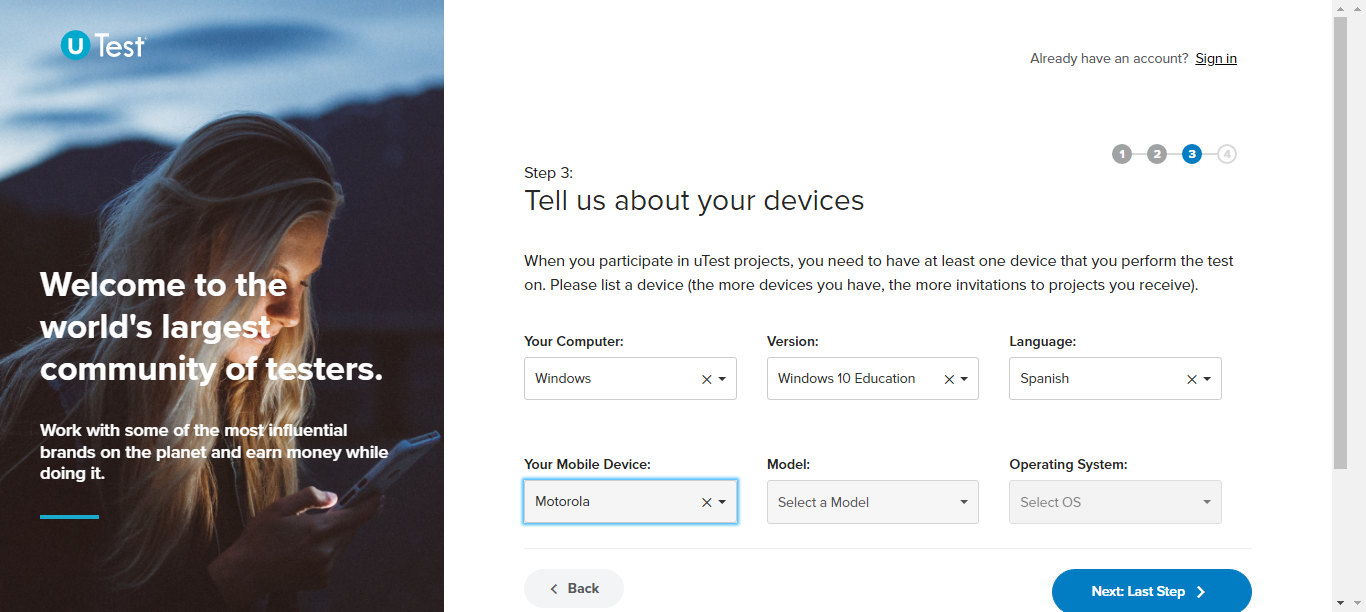 uTest
Already have an account? Sign in
1 2 3 4
Step 3:
Tell us about your devices
When you participate in uTest projects, you need to have at least one device that you perform the test
on. Please list a device (the more devices you have, the more invitations to projects you receive).
Welcome to the
world's largest
community of testers.
Work with some of the most influential
brands on the planet and earn money while
doing it.
Your Computer: Version: Language:
Windows Windows 10 Education Spanish
Your Mobile Device: Model: Operating System:
Motorola Select a Model Select OS
Back Next: Last Step